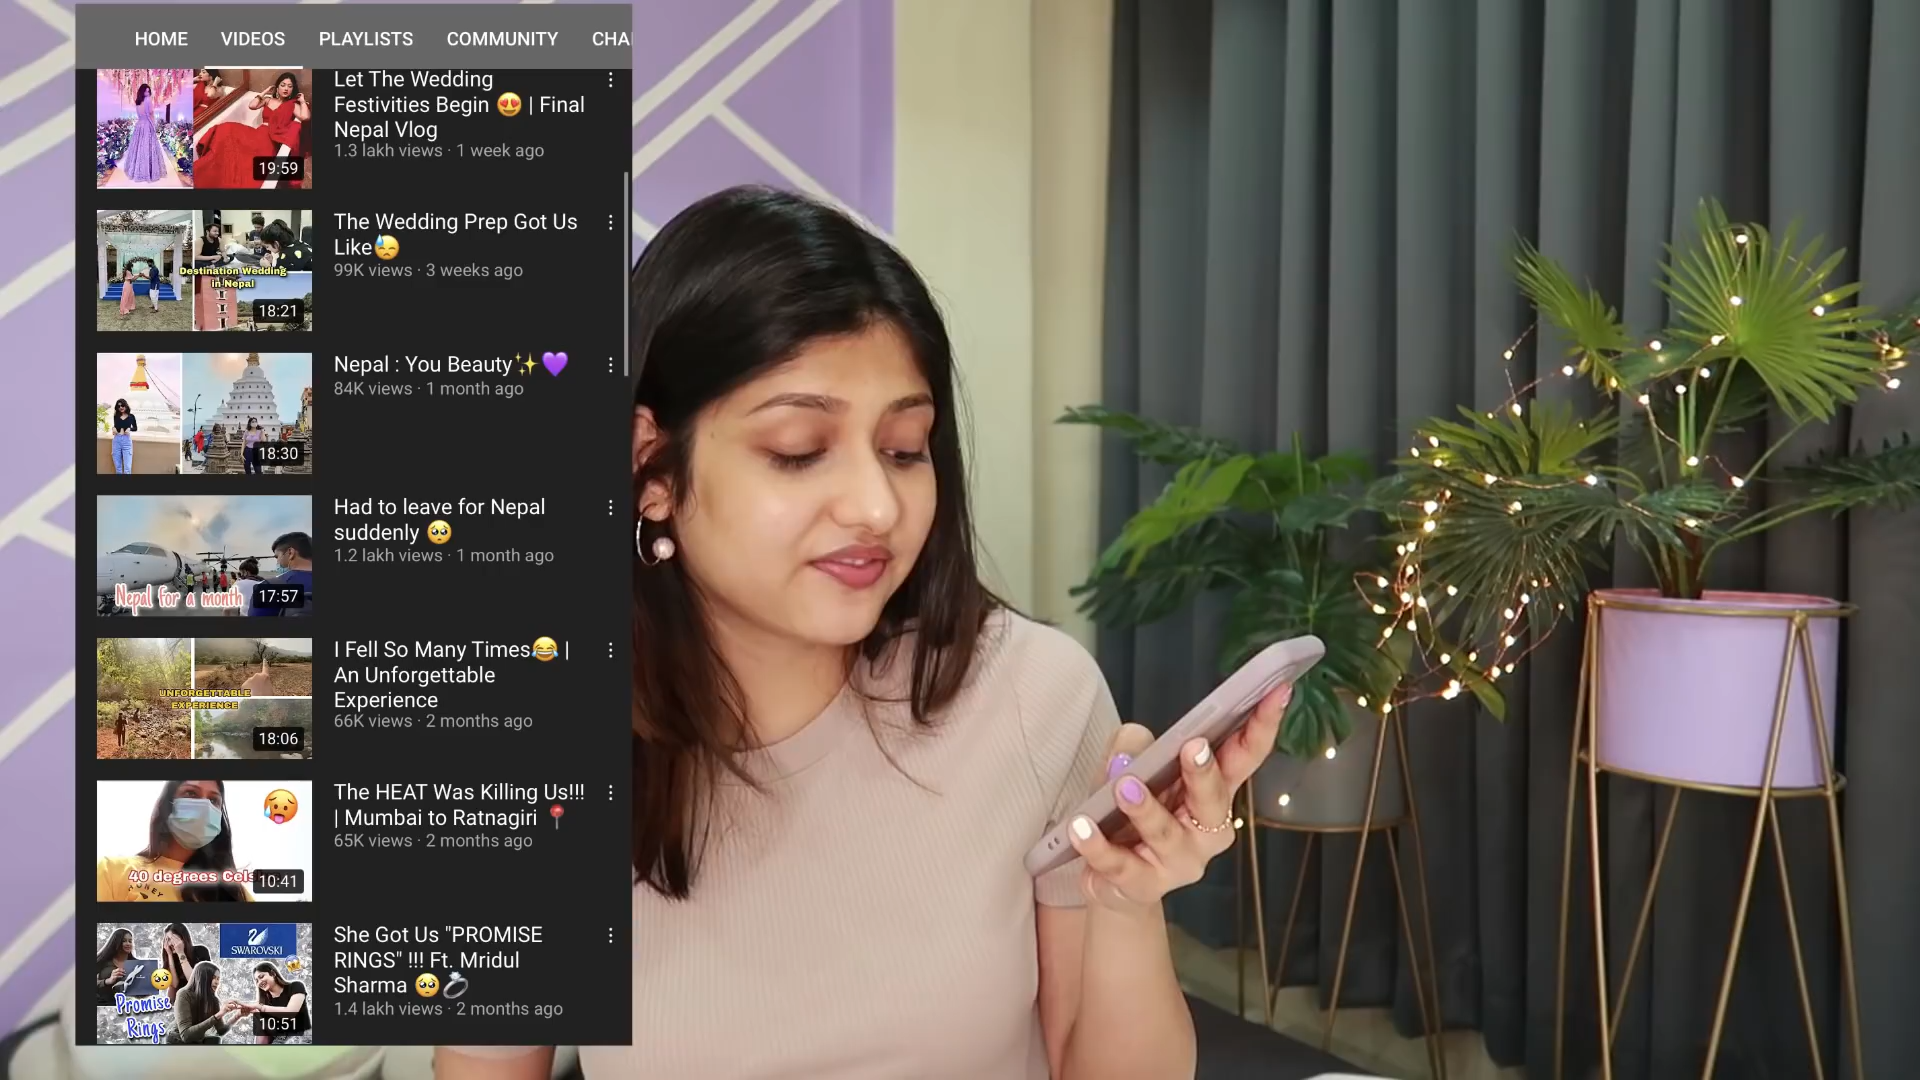 HOME VIDEOS PLAYLISTS COMMUNITY CHA
Let The Wedding
Festivities Begin 😍 | Final
Nepal Vlog
1.3 lakh views · 1 week ago
19:59
The Wedding Prep Got Us
Like😓
99K views · 3 weeks ago
Destination Wedding
in Nepal
18:21
Nepal : You Beauty✨💜
84K views · 1 month ago
18:30
Had to leave for Nepal
suddenly 🥺
1.2 lakh views · 1 month ago
Nepal for a month
17:57
I Fell So Many Times😂 |
An Unforgettable
Experience
66K views · 2 months ago
UNFORGETTABLE
EXPERIENCE
18:06
The HEAT Was Killing Us!!!
| Mumbai to Ratnagiri 📍
65K views · 2 months ago
40 degrees Cels
10:41
She Got Us "PROMISE
RINGS" !!! Ft. Mridul
Sharma 🥺💍
1.4 lakh views · 2 months ago
SWAROVSKI
Promise
Rings
10:51